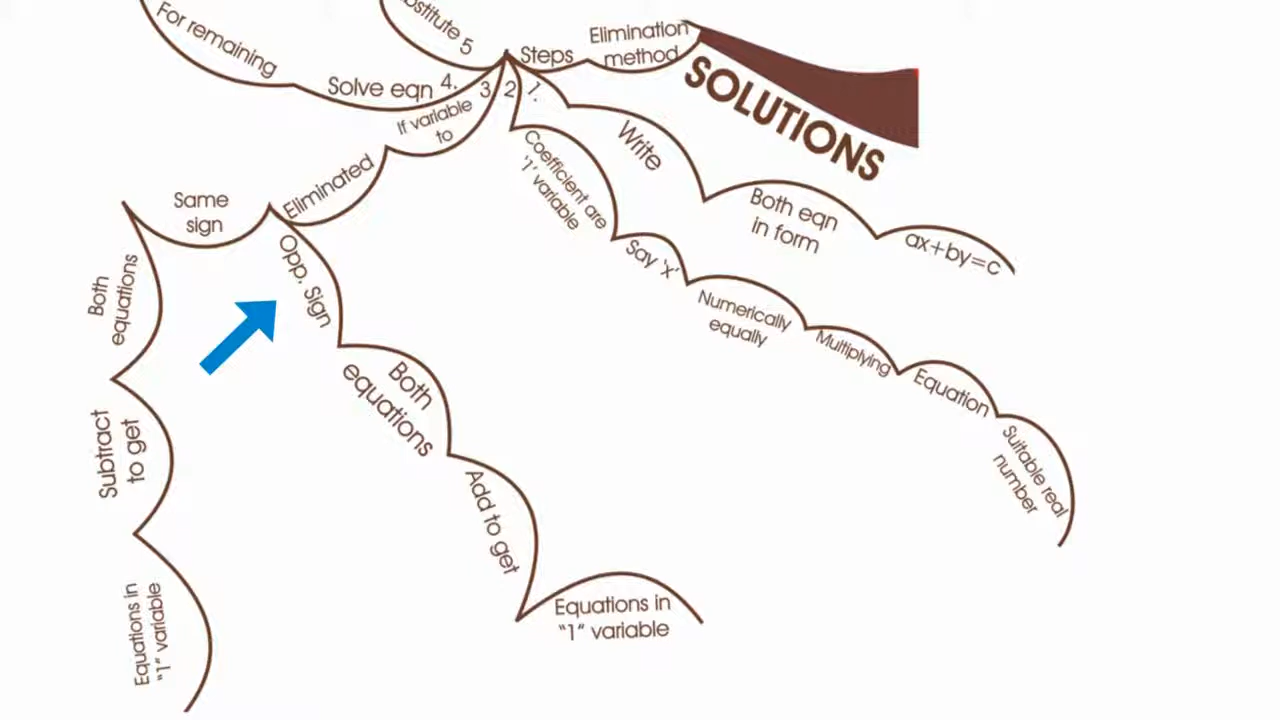 SOLUTIONS
Elimination
method
Steps
1.
Write
Both eqn
in form
ax+by=c
2
Coefficient are
'1' variable
Say 'x'
Numerically
equally
Multiplying
Equation
Suitable real
number
3
If variable
to
Eliminated
Same
sign
Both
equations
Subtract
to get
Equations in
"1" variable
Opp. Sign
Both
equations
Add to get
Equations in
"1" variable
4.
Solve eqn
For remaining
5